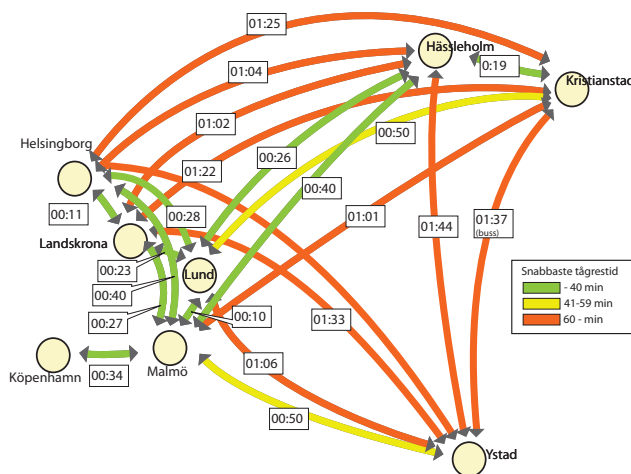 01:25
Hässleholm
01:04
0:19
Kristianstad
01:02
00:50
Helsingborg
00:26
01:22
00:40
00:11
00:28
01:01
01:44
01:37
(buss)
Landskrona
00:23
Lund
Snabbaste tågrestid
- 40 min
41-59 min
60 - min
00:40
00:27
00:10
01:33
Malmö
01:06
Köpenhamn
00:34
00:50
Ystad